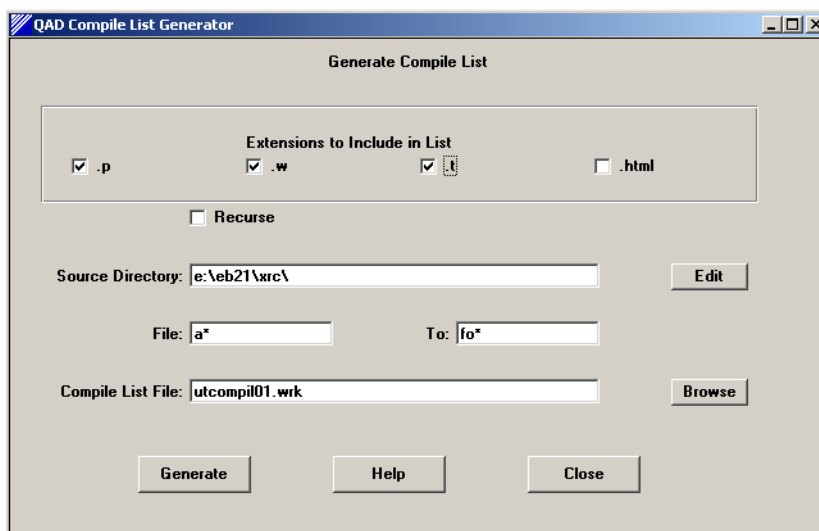 QAD Compile List Generator
Generate Compile List
Extensions to Include in List
.p .w .t .html
Recurse
Source Directory: e:\eb21\xrc\ Edit
File: a* To: fo*
Compile List File: utcompil01.wrk Browse
Generate Help Close